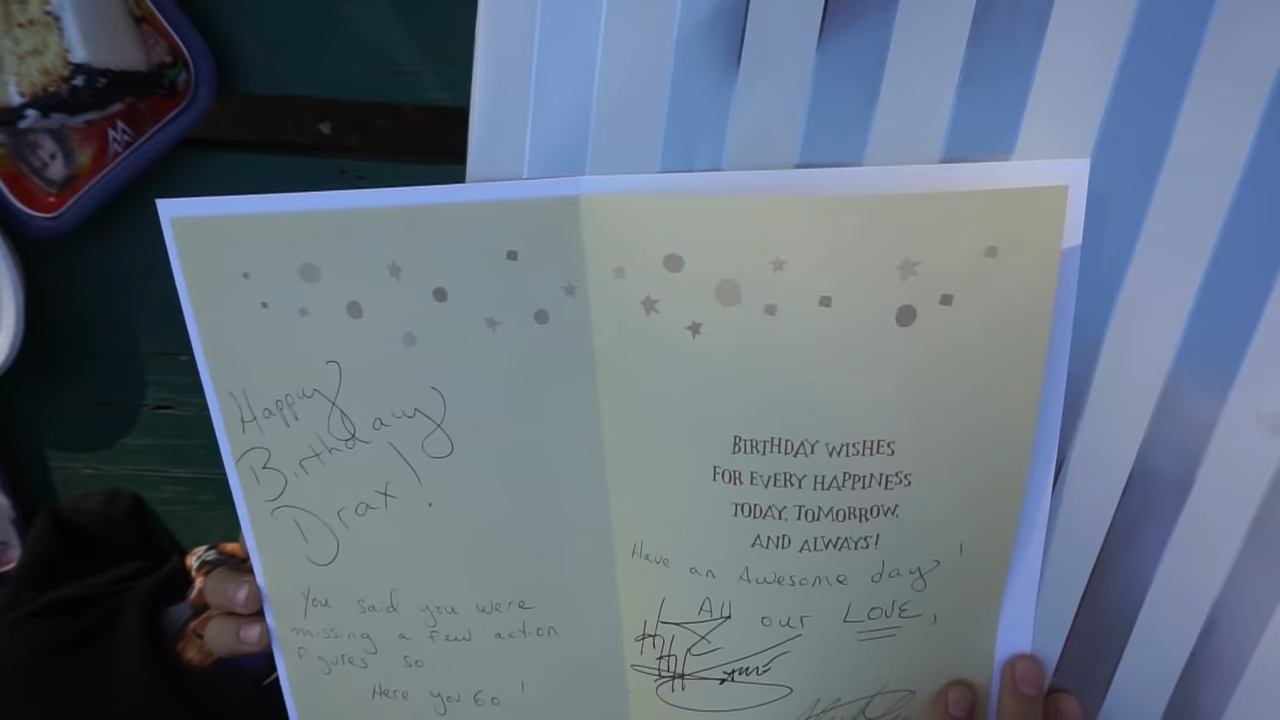 Happy
Birthday
Drax!
You said you were
missing a few action
figures so...
Here you Go!
BIRTHDAY WISHES
FOR EVERY HAPPINESS
TODAY, TOMORROW,
AND ALWAYS!
Have an Awesome day!
All our LOVE,